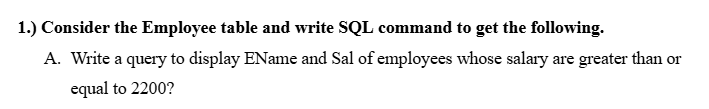 1.) Consider the Employee table and write SQL command to get the following.
A. Write a query to display EName and Sal of employees whose salary are greater than or
equal to 2200?